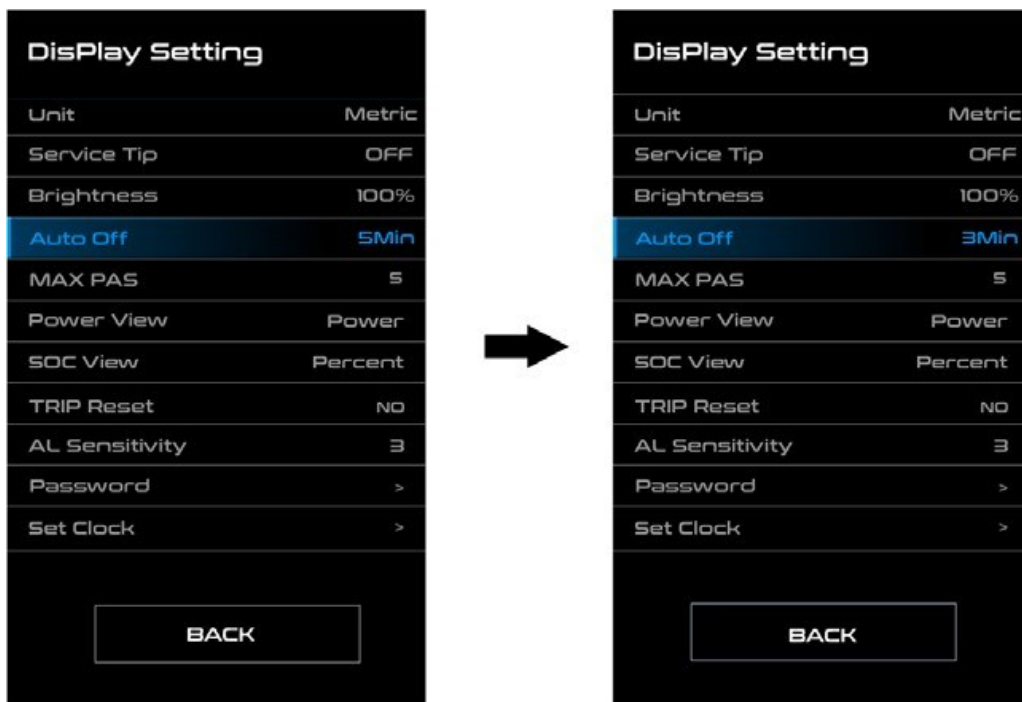 DisPlay Setting
Unit Metric
Service Tip OFF
Brightness 100%
Auto Off 5Min
MAX PAS 5
Power View Power
SOC View Percent
TRIP Reset NO
AL Sensitivity 3
Password >
Set Clock >
BACK
DisPlay Setting
Unit Metric
Service Tip OFF
Brightness 100%
Auto Off 3Min
MAX PAS 5
Power View Power
SOC View Percent
TRIP Reset NO
AL Sensitivity 3
Password >
Set Clock >
BACK